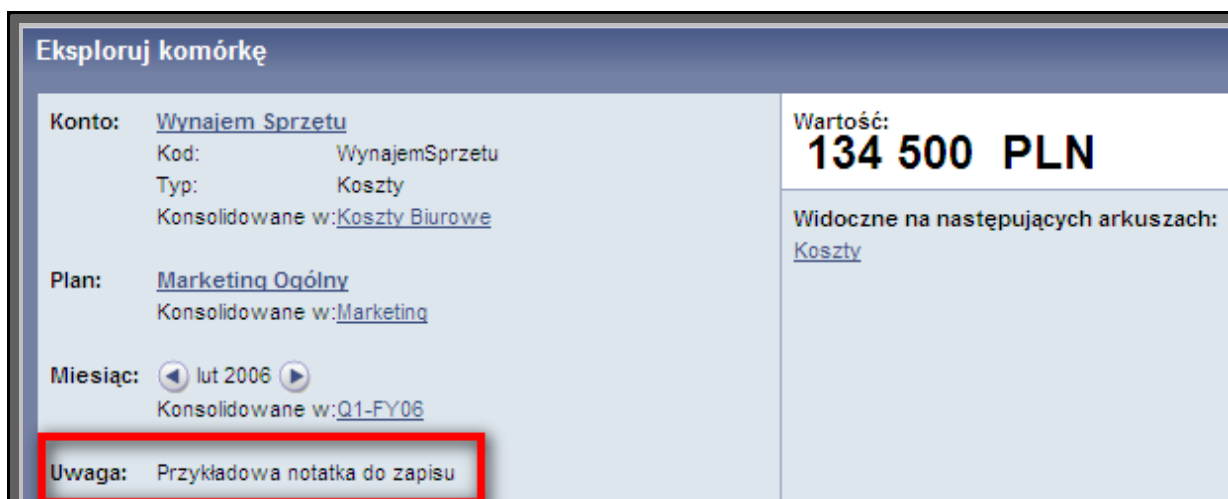 Eksploruj komórkę
Konto: Wynajem Sprzętu
Kod: WynajemSprzetu
Typ: Koszty
Konsolidowane w:Koszty Biurowe
Plan: Marketing Ogólny
Konsolidowane w:Marketing
Miesiąc: lut 2006
Konsolidowane w:Q1-FY06
Uwaga: Przykładowa notatka do zapisu
Wartość:
134 500 PLN
Widoczne na następujących arkuszach:
Koszty